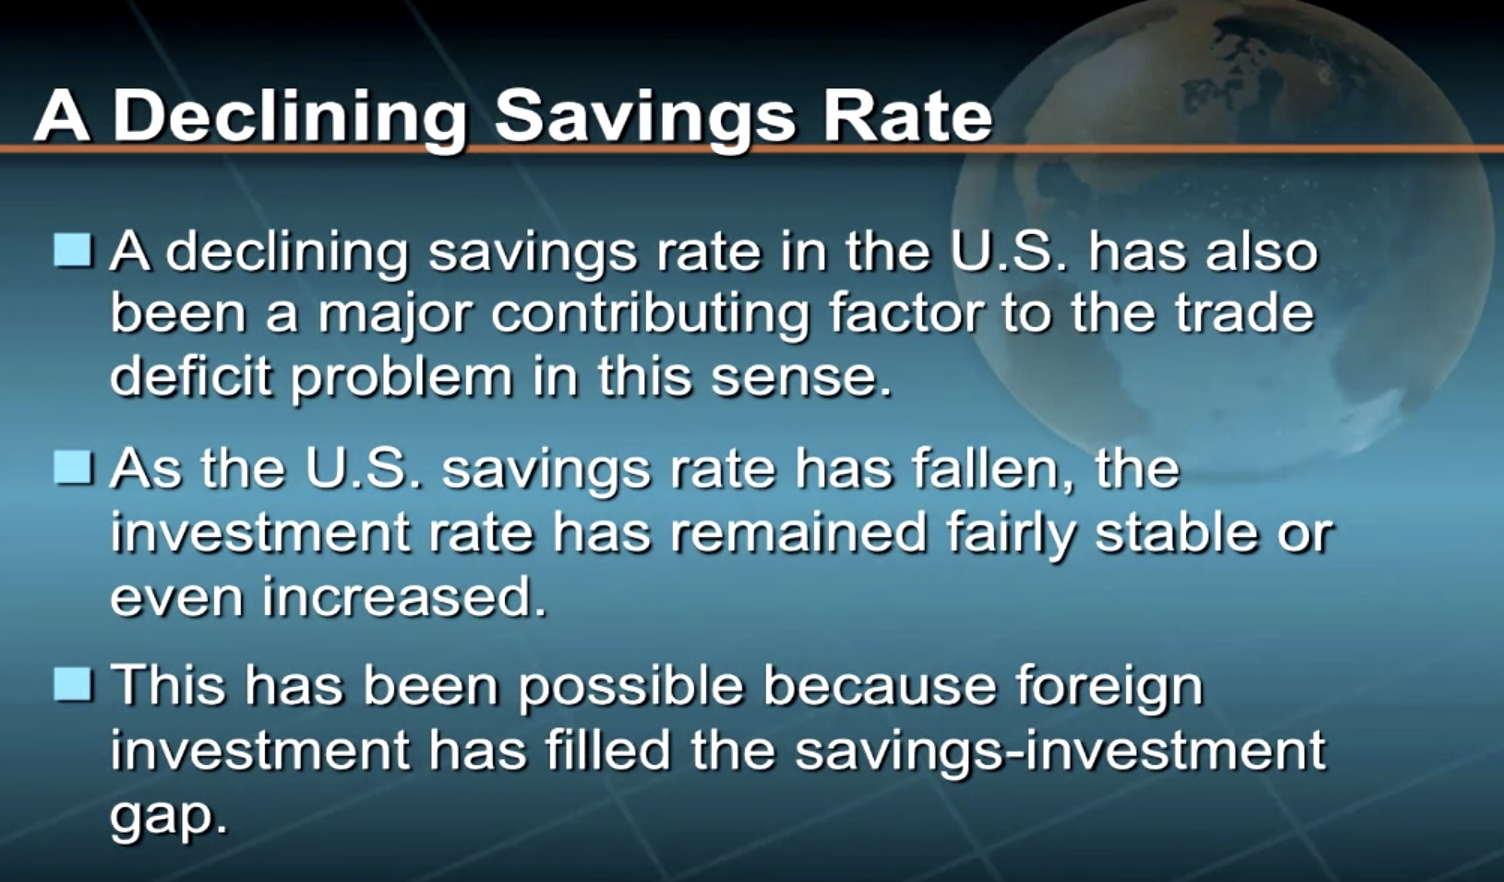 A Declining Savings Rate
A declining savings rate in the U.S. has also
been a major contributing factor to the trade
deficit problem in this sense.
As the U.S. savings rate has fallen, the
investment rate has remained fairly stable or
even increased.
This has been possible because foreign
investment has filled the savings-investment
gap.